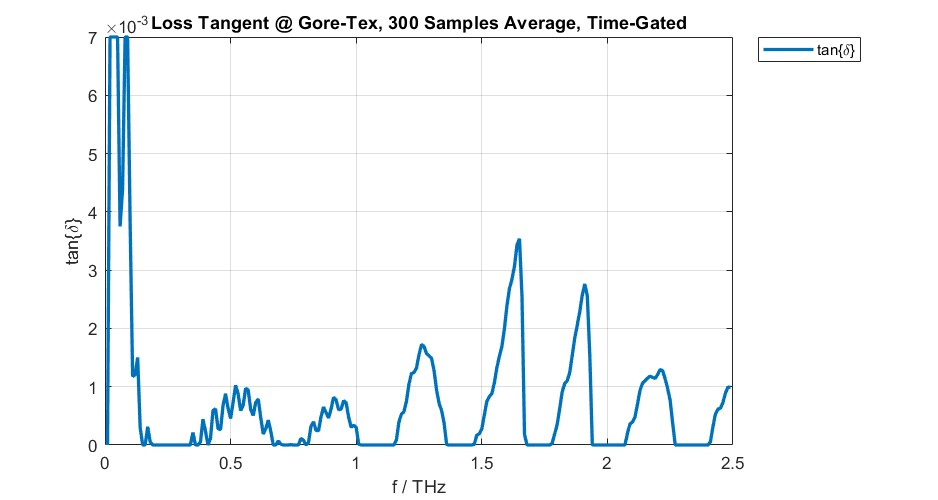 ×10-3 Loss Tangent @ Gore-Tex, 300 Samples Average, Time-Gated
tan{δ}
7
6
5
4
3
2
1
0
tan{δ}
0 0.5 1 1.5 2 2.5
f / THz